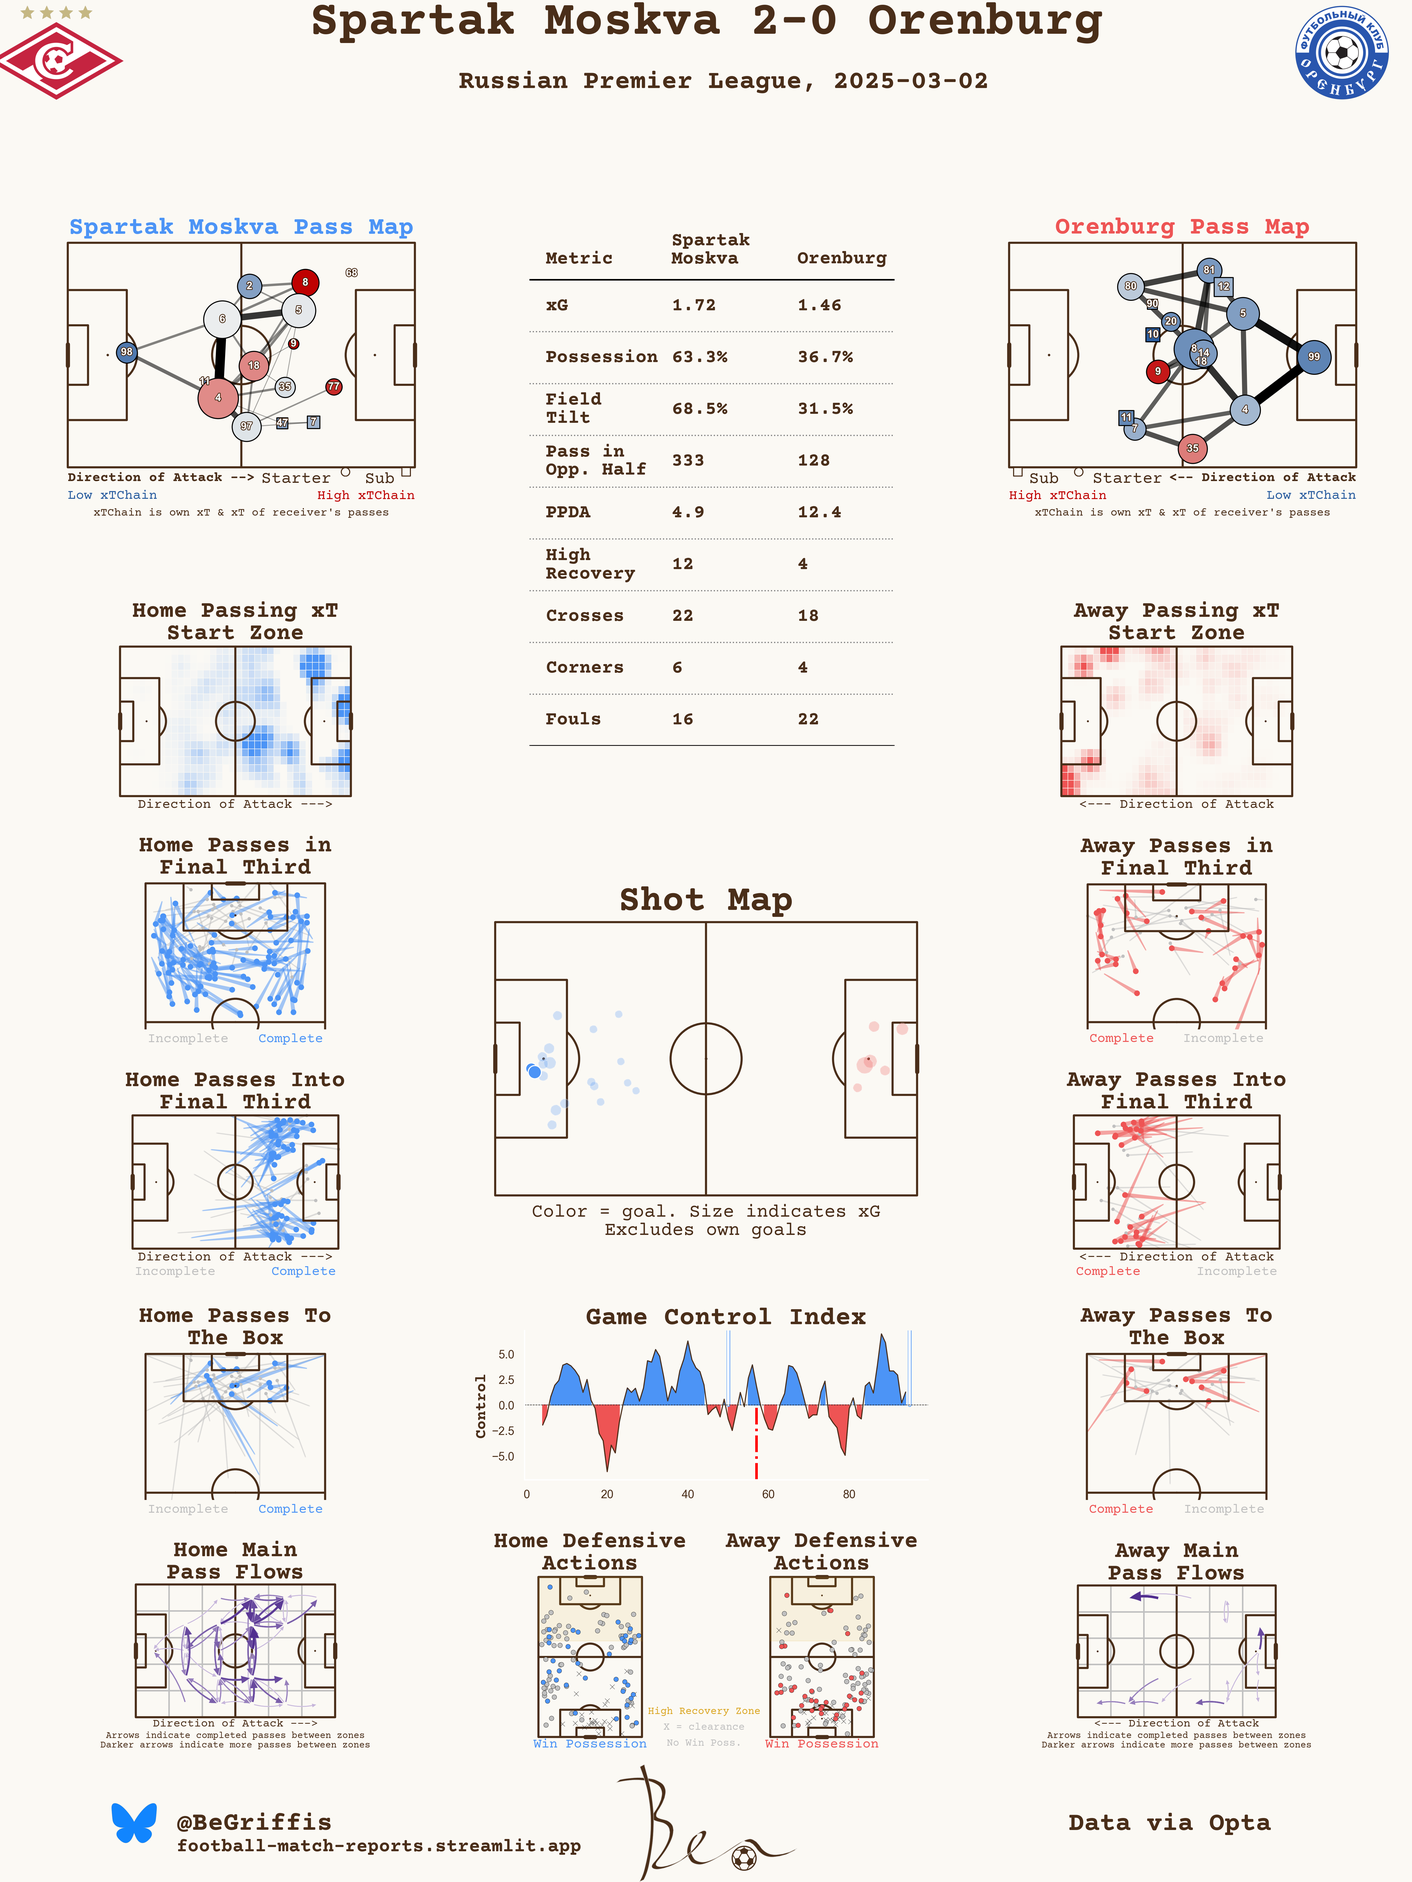 Spartak Moskva 2-0 Orenburg
Russian Premier League, 2025-03-02
ФУТБОЛЬНЫЙ КЛУБ
ОРЕНБУРГ
Spartak Moskva Pass Map
2
8
68
6
5
9
98
18
11
35
77
4
97
47
7
Direction of Attack --> Starter Sub
Low xTChain High xTChain
xTChain is own xT & xT of receiver's passes
Metric Spartak Moskva Orenburg
xG 1.72 1.46
Possession 63.3% 36.7%
Field Tilt 68.5% 31.5%
Pass in Opp. Half 333 128
PPDA 4.9 12.4
High Recovery 12 4
Crosses 22 18
Corners 6 4
Fouls 16 22
Orenburg Pass Map
81
80
12
90
5
20
10
8
14
18
99
9
4
11
7
35
Sub Starter <-- Direction of Attack
High xTChain Low xTChain
xTChain is own xT & xT of receiver's passes
Home Passing xT
Start Zone
Direction of Attack --->
Away Passing xT
Start Zone
<--- Direction of Attack
Home Passes in
Final Third
Incomplete Complete
Away Passes in
Final Third
Complete Incomplete
Shot Map
Color = goal. Size indicates xG
Excludes own goals
Home Passes Into
Final Third
Direction of Attack --->
Incomplete Complete
Away Passes Into
Final Third
<--- Direction of Attack
Complete Incomplete
Home Passes To
The Box
Incomplete Complete
Game Control Index
Control
5.0
2.5
0.0
−2.5
−5.0
0 20 40 60 80
Away Passes To
The Box
Complete Incomplete
Home Main
Pass Flows
Direction of Attack --->
Arrows indicate completed passes between zones
Darker arrows indicate more passes between zones
Home Defensive
Actions
Win Possession
Away Defensive
Actions
Win Possession
High Recovery Zone
X = clearance
No Win Poss.
Away Main
Pass Flows
<--- Direction of Attack
Arrows indicate completed passes between zones
Darker arrows indicate more passes between zones
@BeGriffis
football-match-reports.streamlit.app
Ben
Data via Opta